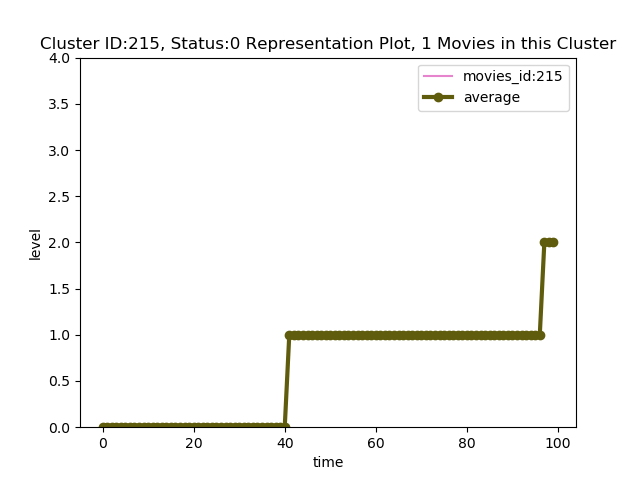 Cluster ID:215, Status:0 Representation Plot, 1 Movies in this Cluster
movies_id:215
average
level
4.0
3.5
3.0
2.5
2.0
1.5
1.0
0.5
0.0
0 20 40 60 80 100
time